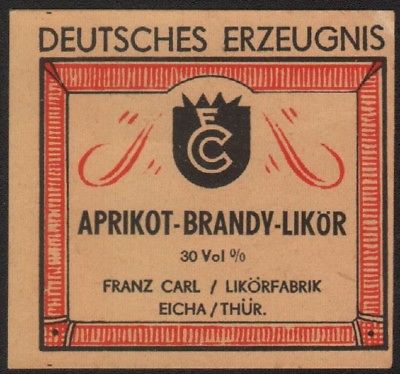 DEUTSCHES ERZEUGNIS
FC
APRIKOT-BRANDY-LIKÖR
30 Vol %
FRANZ CARL / LIKÖRFABRIK
EICHA/THÜR.